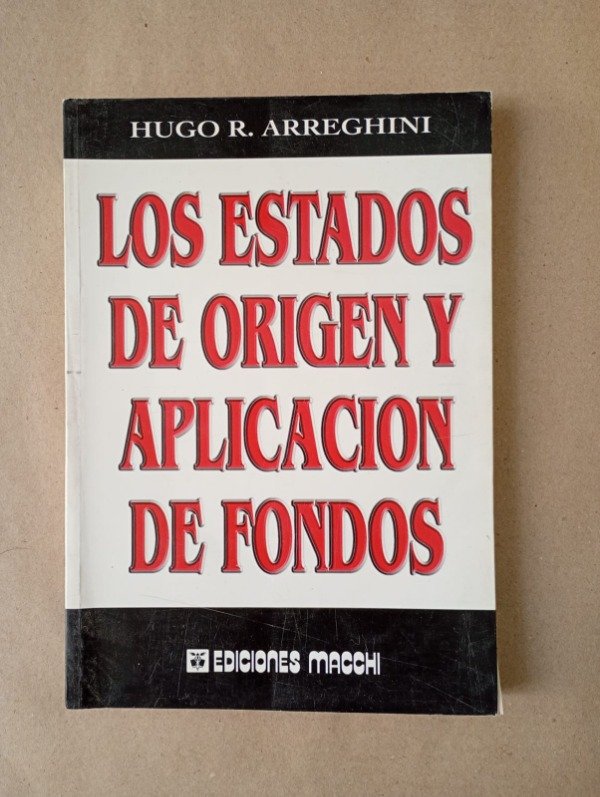 HUGO R. ARREGHINI
LOS ESTADOS
DE ORIGEN Y
APLICACION
DE FONDOS
EDICIONES MACCHI